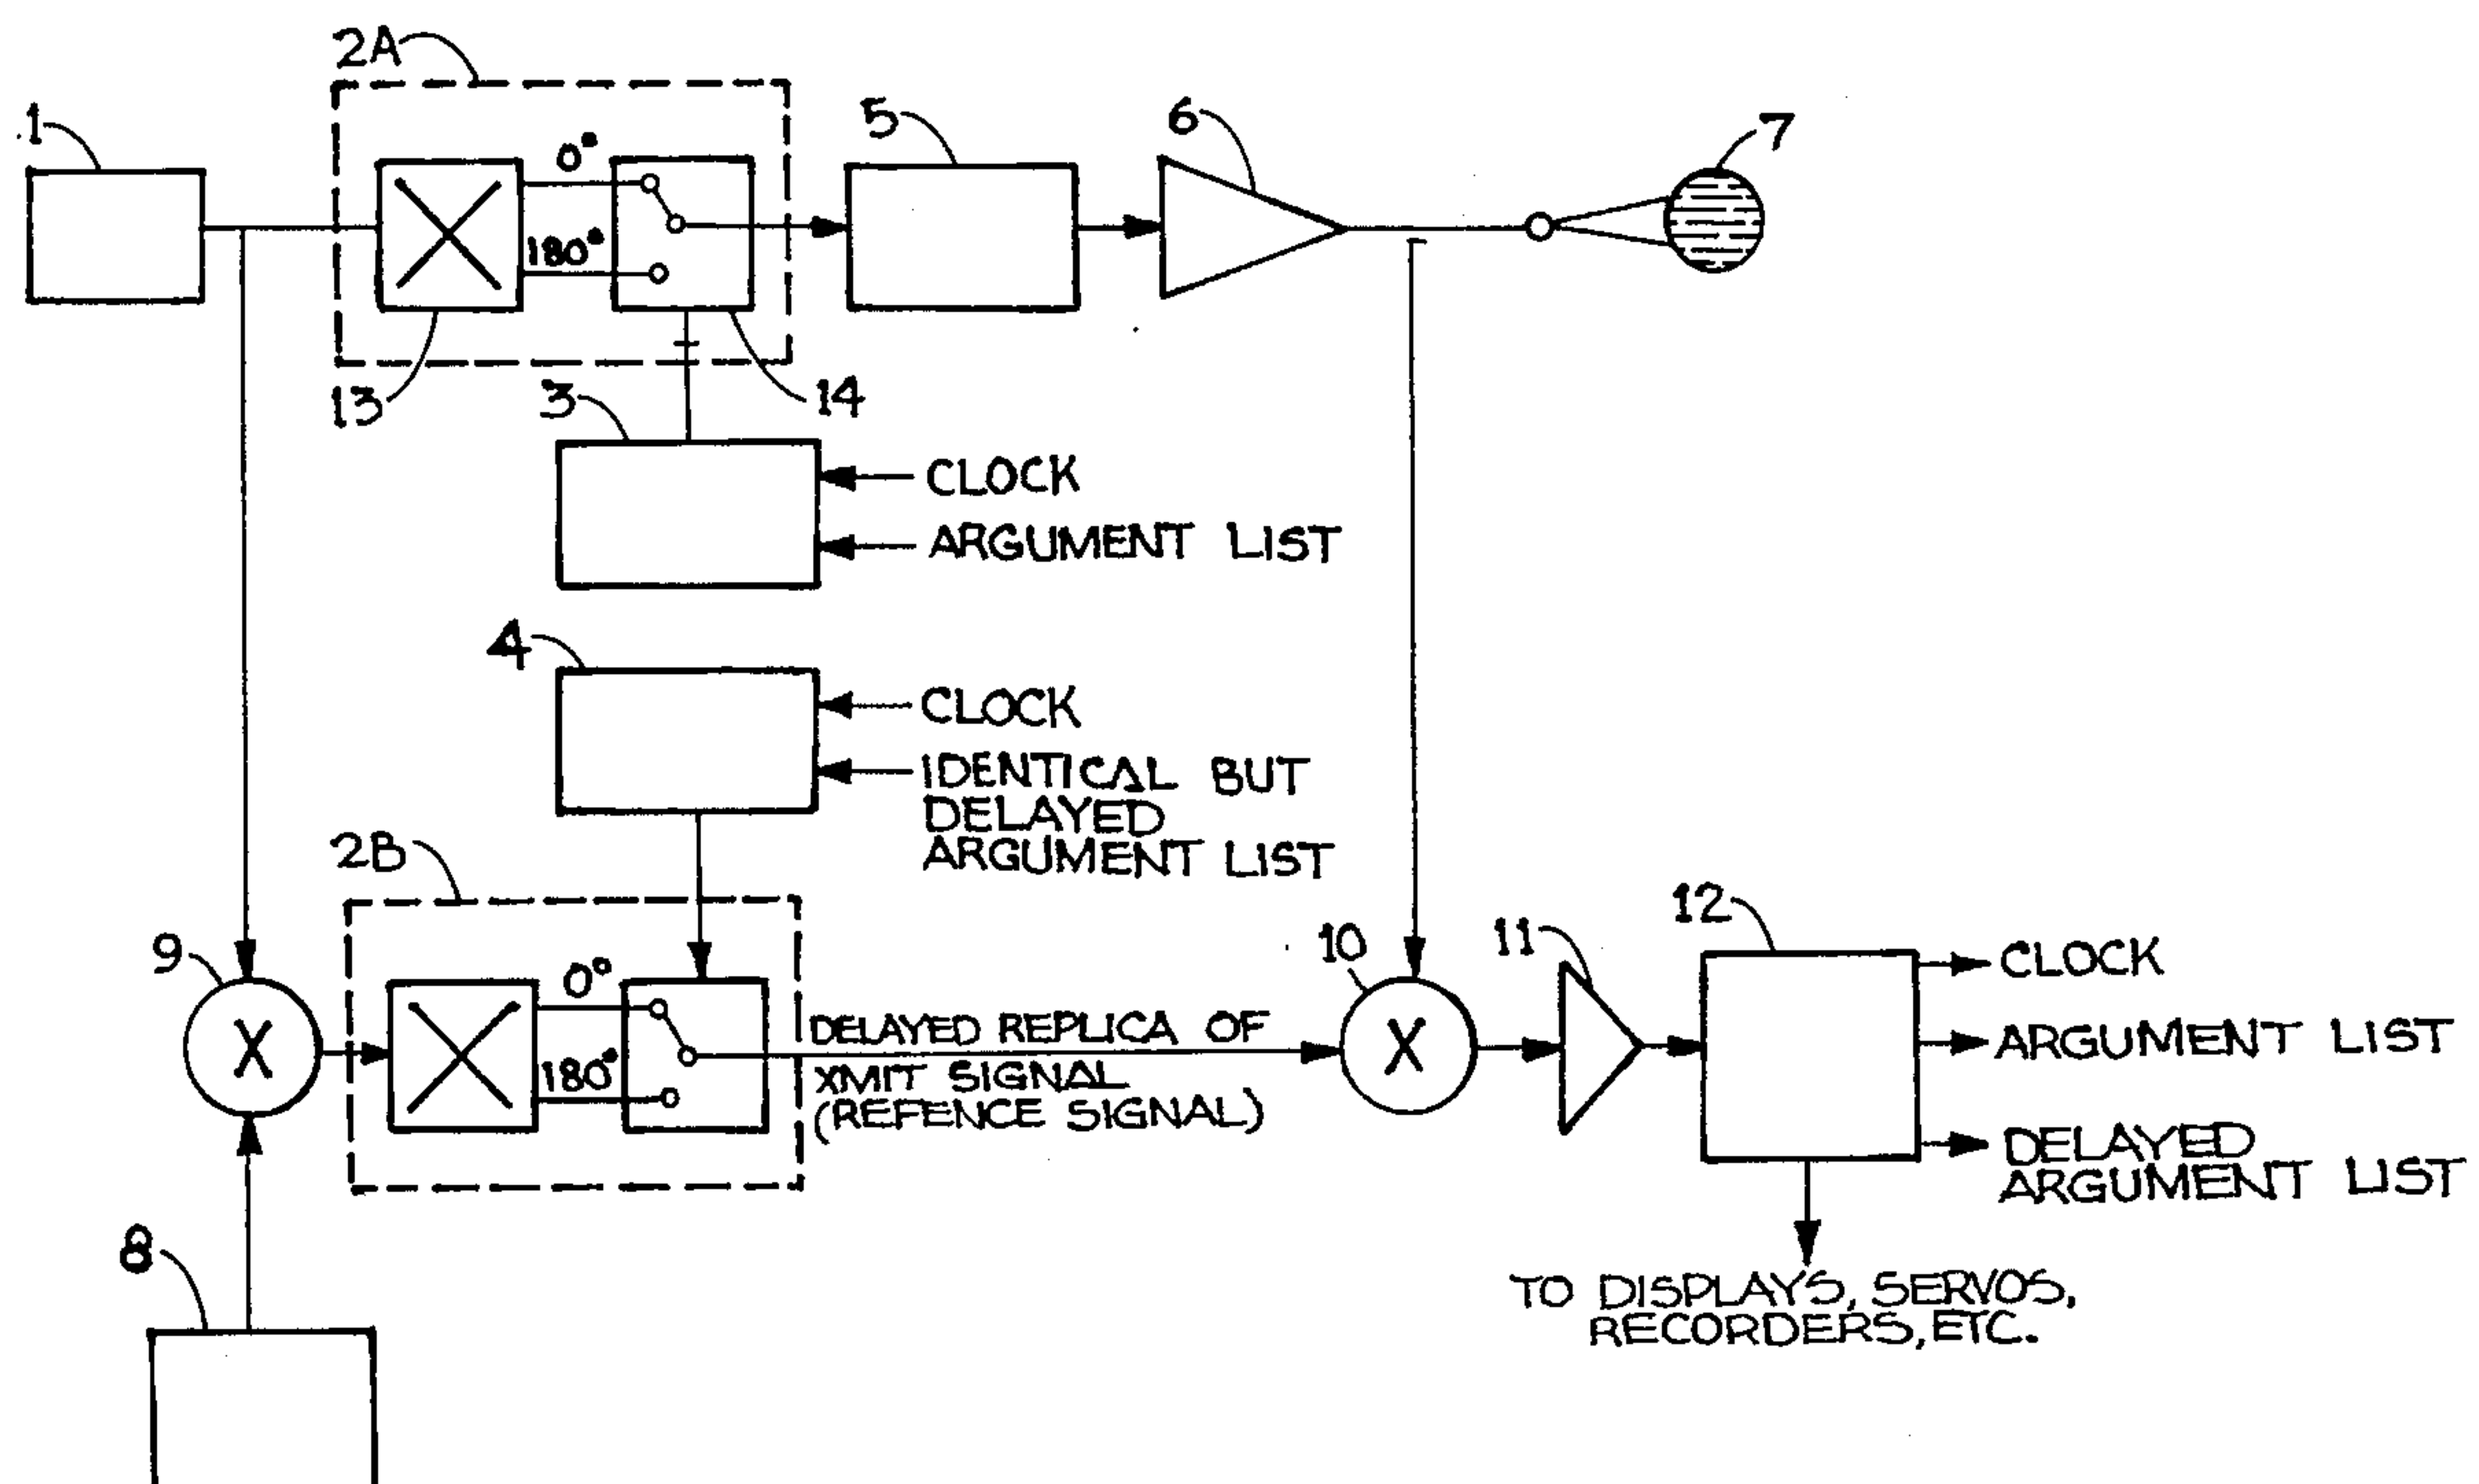 2A
1
5
6
7
0°
180°
13
3
14
CLOCK
ARGUMENT LIST
4
CLOCK
IDENTICAL BUT
DELAYED
ARGUMENT LIST
2B
9
0°
180°
X
DELAYED REPLICA OF
XMIT SIGNAL
(REFENCE SIGNAL)
10
X
11
12
CLOCK
ARGUMENT LIST
DELAYED
ARGUMENT LIST
8
TO DISPLAYS, SERVOS,
RECORDERS, ETC.